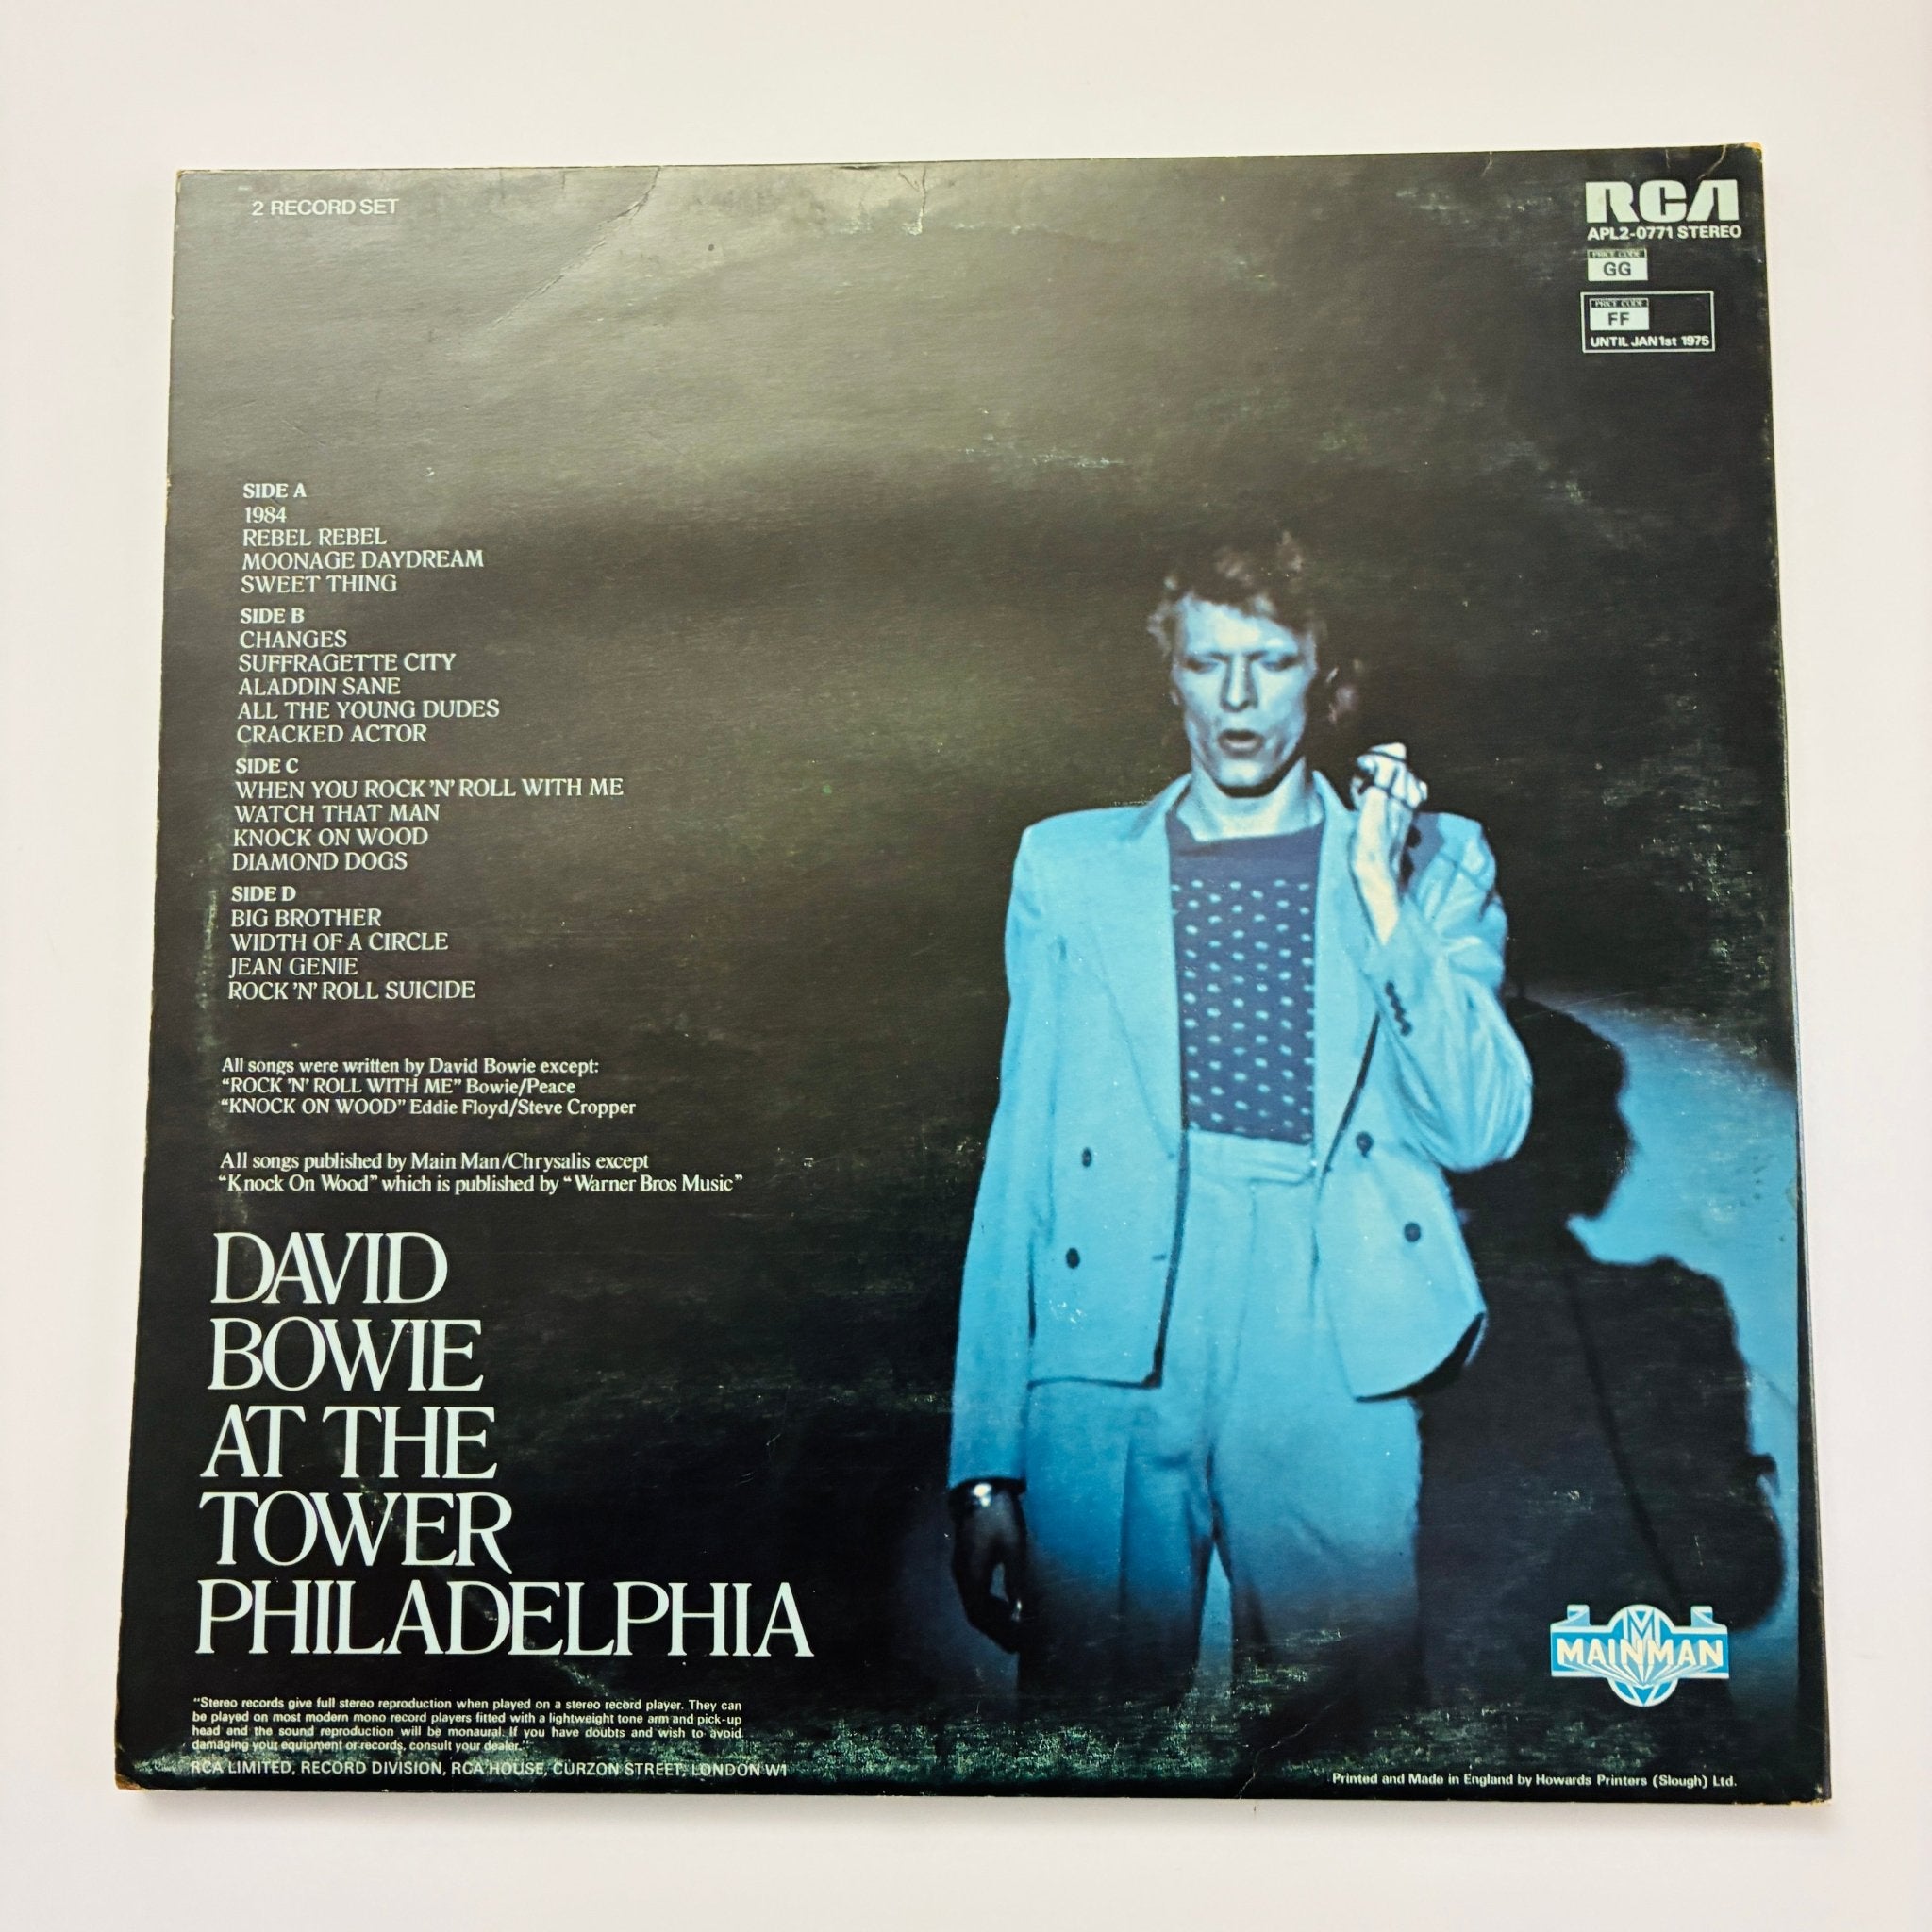 2 RECORD SET
RCA
APL2-0771 STEREO
PRICE CODE
GG
PRICE CODE
FF
UNTIL JAN 1st 1975
SIDE A
1984
REBEL REBEL
MOONAGE DAYDREAM
SWEET THING
SIDE B
CHANGES
SUFFRAGETTE CITY
ALADDIN SANE
ALL THE YOUNG DUDES
CRACKED ACTOR
SIDE C
WHEN YOU ROCK 'N' ROLL WITH ME
WATCH THAT MAN
KNOCK ON WOOD
DIAMOND DOGS
SIDE D
BIG BROTHER
WIDTH OF A CIRCLE
JEAN GENIE
ROCK 'N' ROLL SUICIDE
All songs were written by David Bowie except:
“ROCK 'N' ROLL WITH ME” Bowie/Peace
“KNOCK ON WOOD” Eddie Floyd/Steve Cropper
All songs published by Main Man/Chrysalis except
“Knock On Wood” which is published by “Warner Bros Music”
DAVID
BOWIE
AT THE
TOWER
PHILADELPHIA
M
MAINMAN
“Stereo records give full stereo reproduction when played on a stereo record player. They can
be played on most modern mono record players fitted with a lightweight tone arm and pick-up
head and the sound reproduction will be monaural. If you have doubts and wish to avoid
damaging your equipment or records, consult your dealer.”
RCA LIMITED, RECORD DIVISION, RCA HOUSE, CURZON STREET, LONDON W1
Printed and Made in England by Howards Printers (Slough) Ltd.